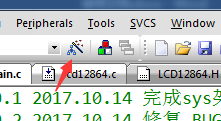 Peripherals Tools SVCS Window
ain.c cd12864.c LCD12864.H
0.1 2017.10.14 完成sys架
0.2 2017.10.14 修复 BUG